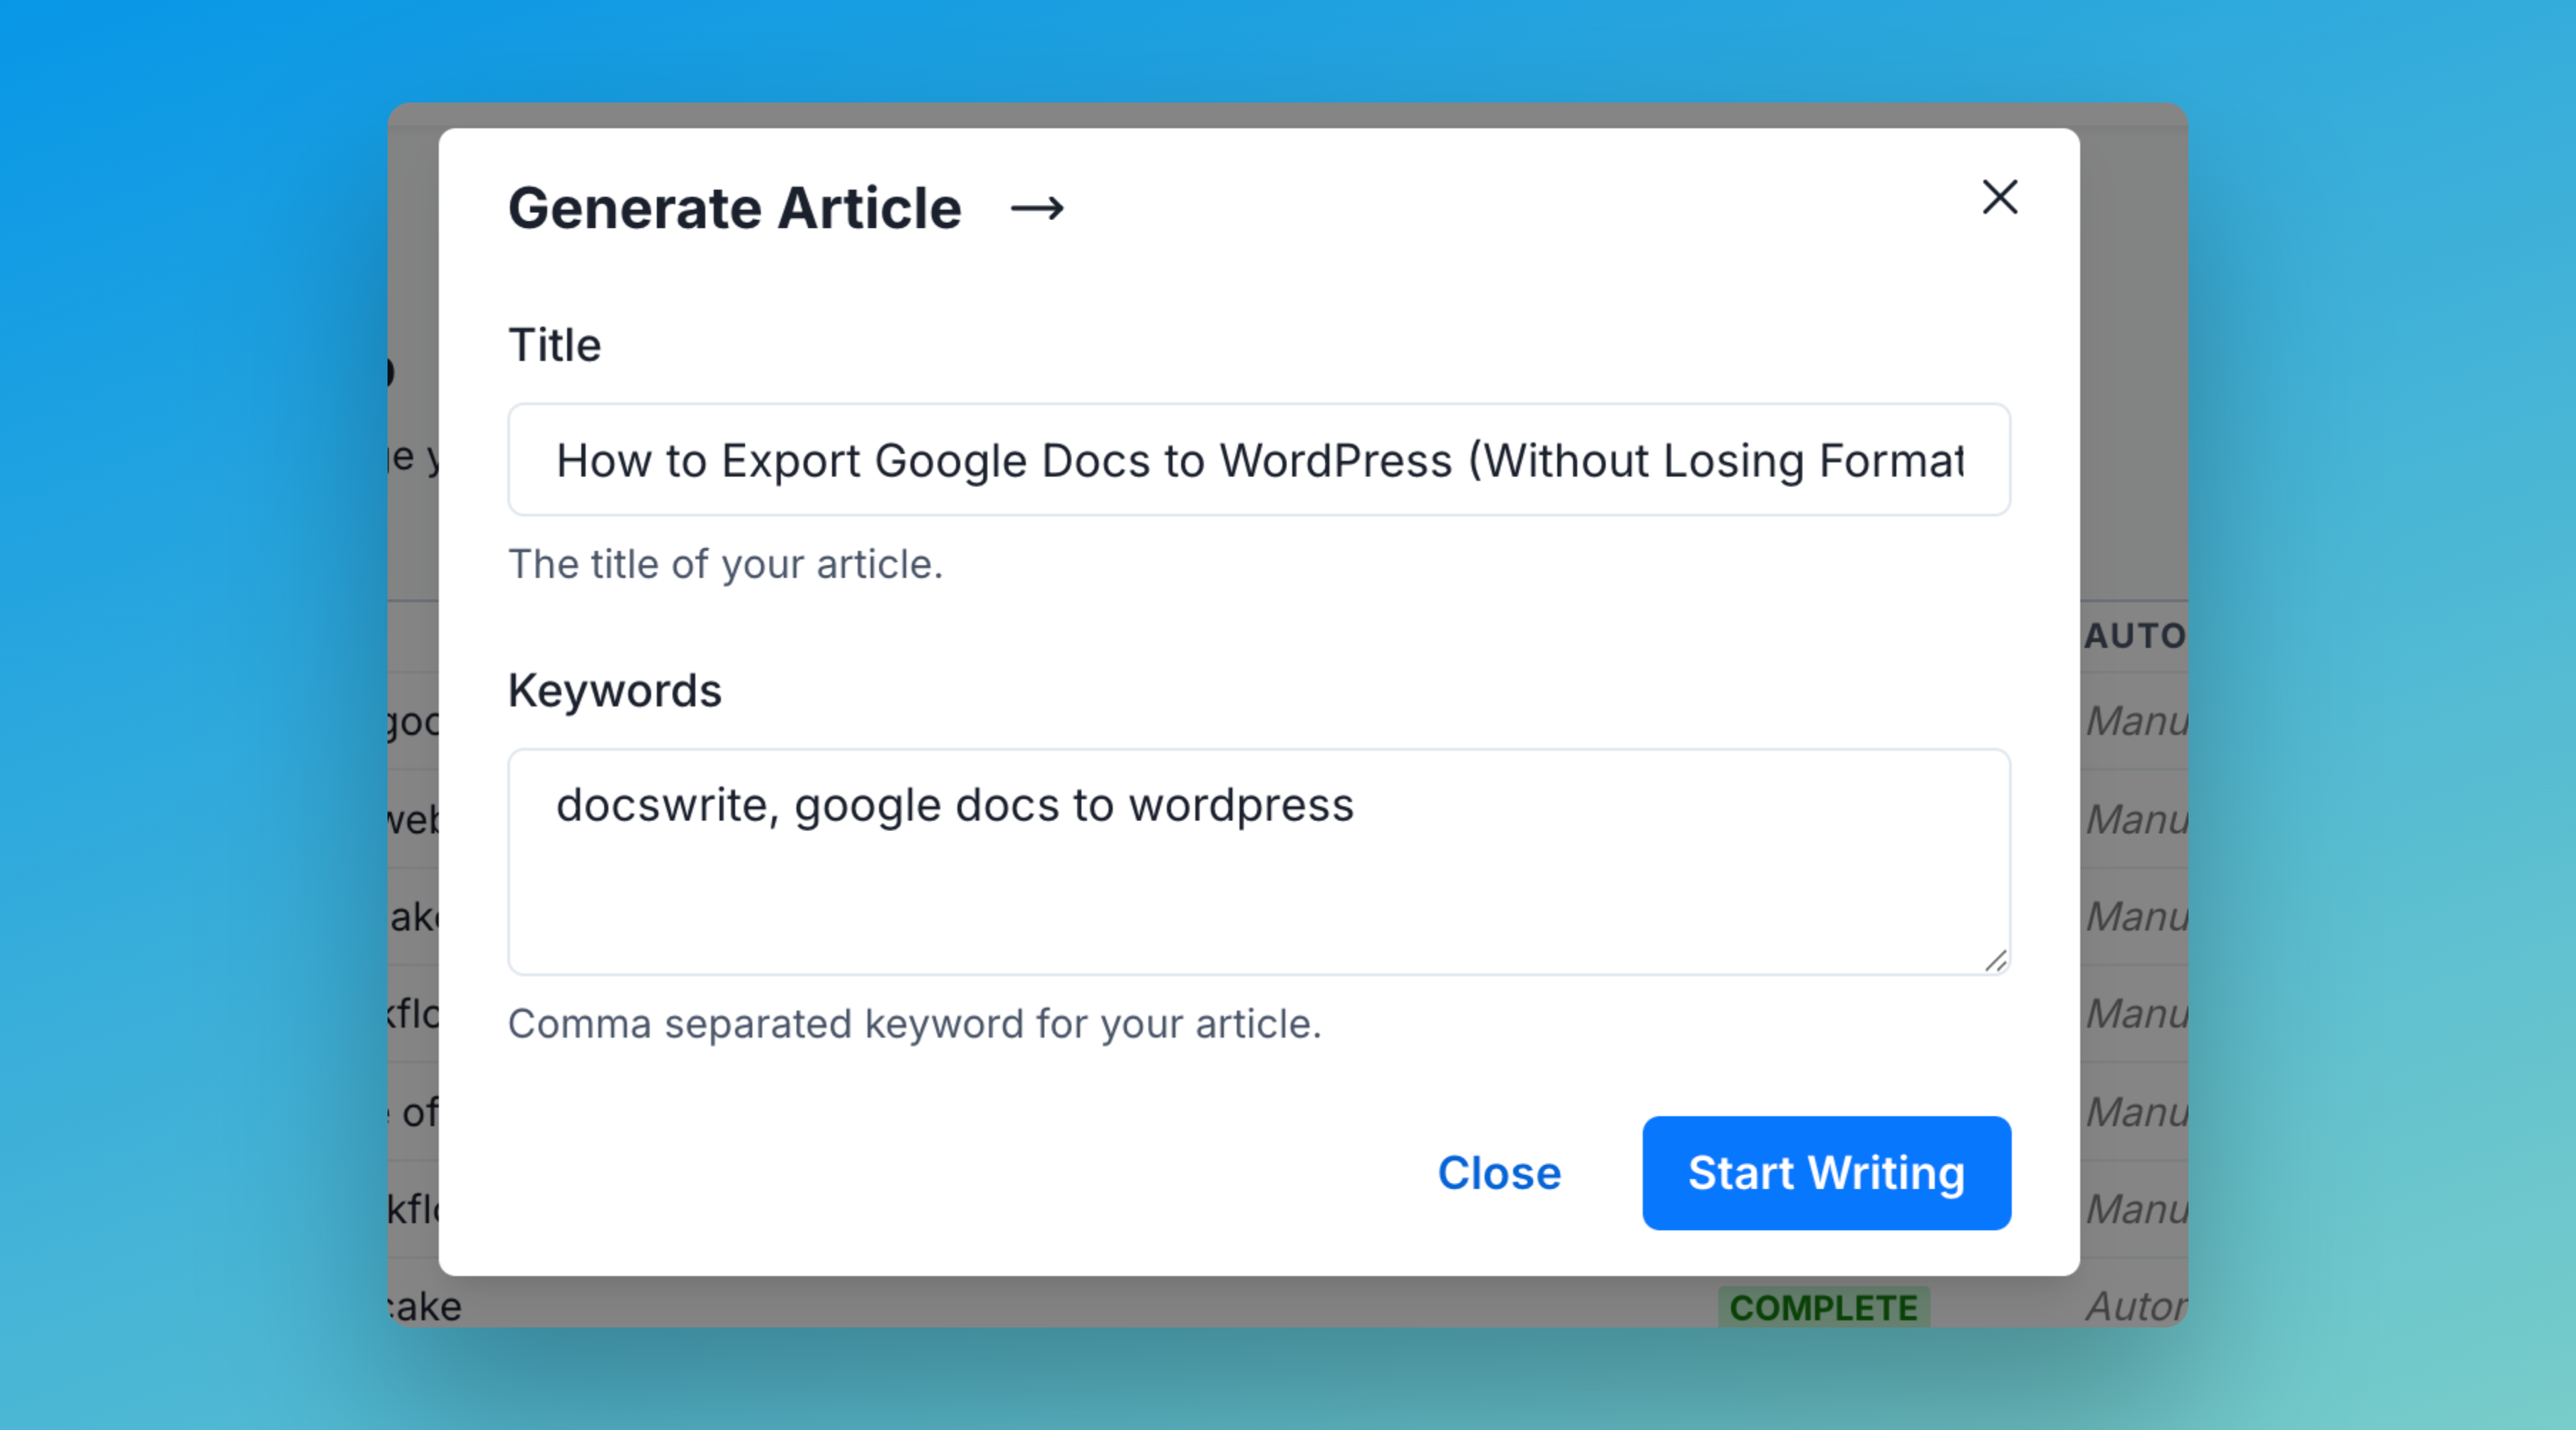 Generate Article →
Title
How to Export Google Docs to WordPress (Without Losing Format
The title of your article.
AUTO
Keywords
Manu
docswrite, google docs to wordpress
Manu
Manu
Comma separated keyword for your article.
Manu
of
Manu
Close
Start Writing
Manu
cake
COMPLETE
Autor